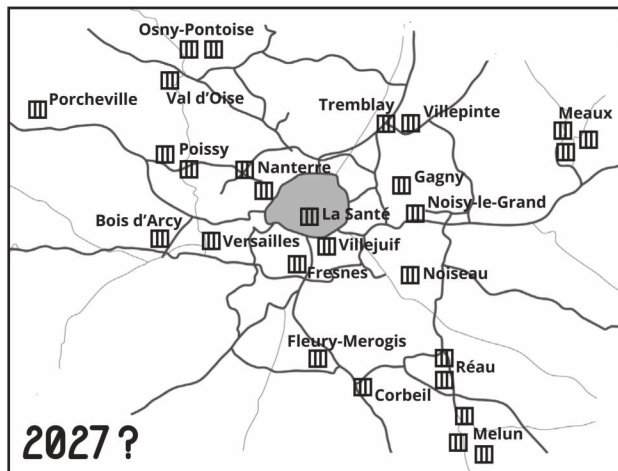 Osny-Pontoise
Porcheville
Val d'Oise
Tremblay
Villepinte
Meaux
Poissy
Nanterre
Gagny
La Santé
Noisy-le-Grand
Bois d'Arcy
Versailles
Villejuif
Fresnes
Noiseau
Fleury-Merogis
Réau
Corbeil
Melun
2027?